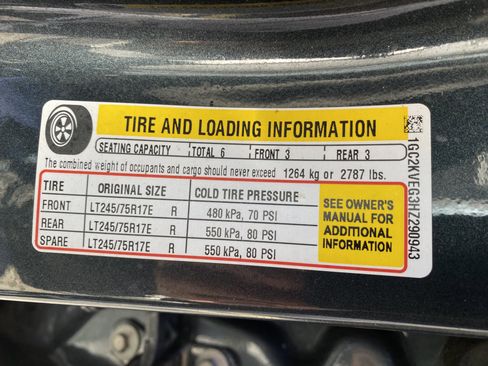 TIRE AND LOADING INFORMATION
SEATING CAPACITY TOTAL 6 FRONT 3 REAR 3
The combined weight of occupants and cargo should never exceed 1264 kg or 2787 lbs.
TIRE ORIGINAL SIZE COLD TIRE PRESSURE
FRONT LT245/75R17E R 480 kPa, 70 PSI
REAR LT245/75R17E R 550 kPa, 80 PSI
SPARE LT245/75R17E R 550 kPa, 80 PSI
SEE OWNER'S
MANUAL FOR
ADDITIONAL
INFORMATION
1GC2KVEG3HZ290943